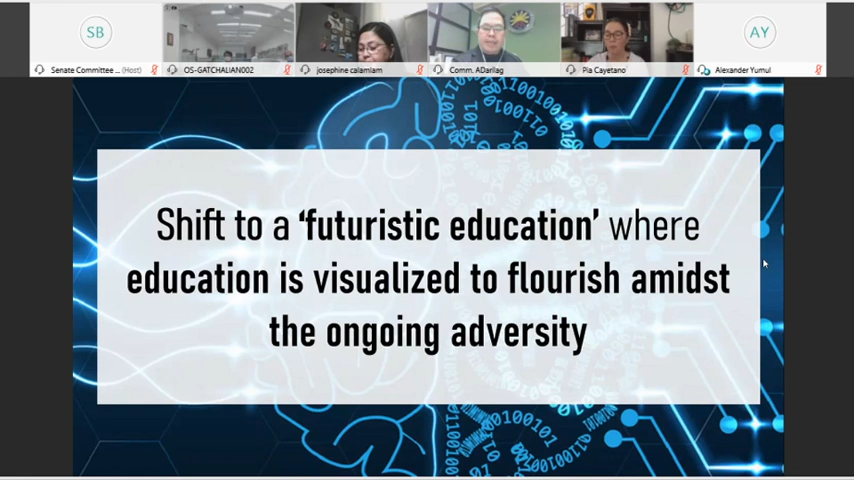 SB
AY
Senate Committee ... (Host)
OS-GATCHALIAN002
josephine calamlam
Comm. ADarilag
Pia Cayetano
Alexander Yumul
Shift to a ‘futuristic education’ where
education is visualized to flourish amidst
the ongoing adversity